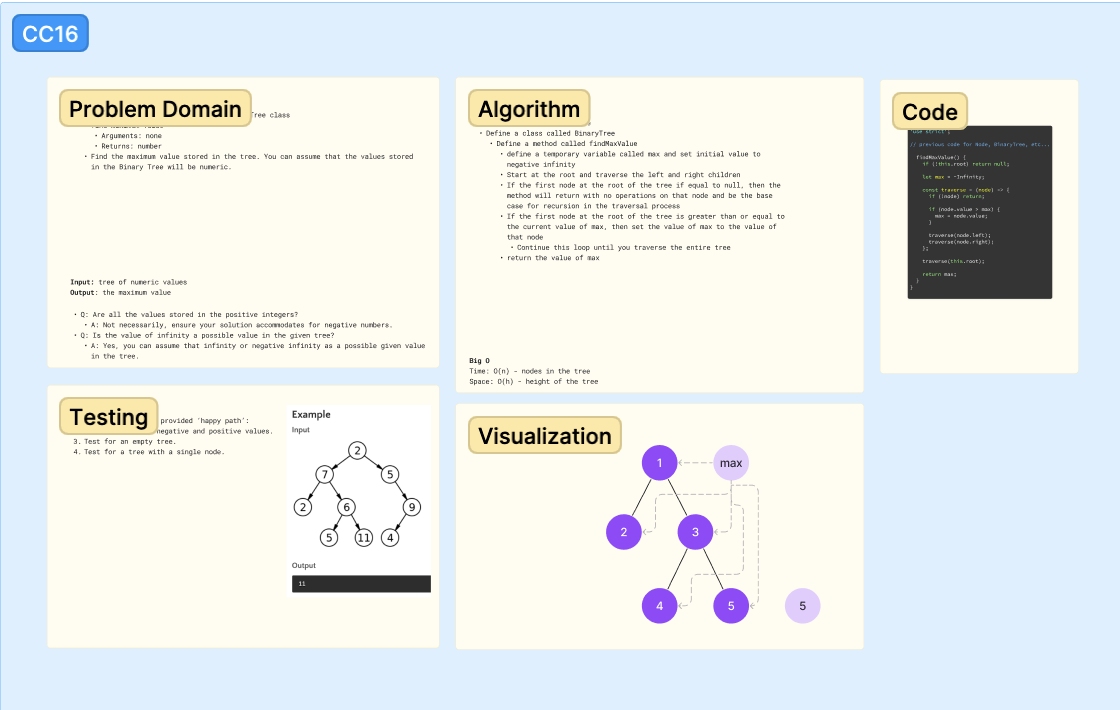 CC16
Problem Domain
Tree class
• Arguments: none
• Returns: number
• Find the maximum value stored in the tree. You can assume that the values stored
in the Binary Tree will be numeric.
Input: tree of numeric values
Output: the maximum value
• Q: Are all the values stored in the positive integers?
• A: Not necessarily, ensure your solution accommodates for negative numbers.
• Q: Is the value of infinity a possible value in the given tree?
• A: Yes, you can assume that infinity or negative infinity as a possible given value
in the tree.
Algorithm
• Define a class called BinaryTree
• Define a method called findMaxValue
• define a temporary variable called max and set initial value to
negative infinity
• Start at the root and traverse the left and right children
• If the first node at the root of the tree if equal to null, then the
method will return with no operations on that node and be the base
case for recursion in the traversal process
• If the first node at the root of the tree is greater than or equal to
the current value of max, then set the value of max to the value of
that node
• Continue this loop until you traverse the entire tree
• return the value of max
Big O
Time: O(n) - nodes in the tree
Space: O(h) - height of the tree
Code
'use strict';
// previous code for Node, BinaryTree, etc...
findMaxValue() {
if (!this.root) return null;
let max = -Infinity;
const traverse = (node) => {
if (!node) return;
if (node.value > max) {
max = node.value;
}
traverse(node.left);
traverse(node.right);
};
traverse(this.root);
return max;
}
}
Testing
provided 'happy path':
negative and positive values.
3. Test for an empty tree.
4. Test for a tree with a single node.
Example
Input
2
7
5
2
6
9
5
11
4
Output
11
Visualization
1
max
2
3
4
5
5